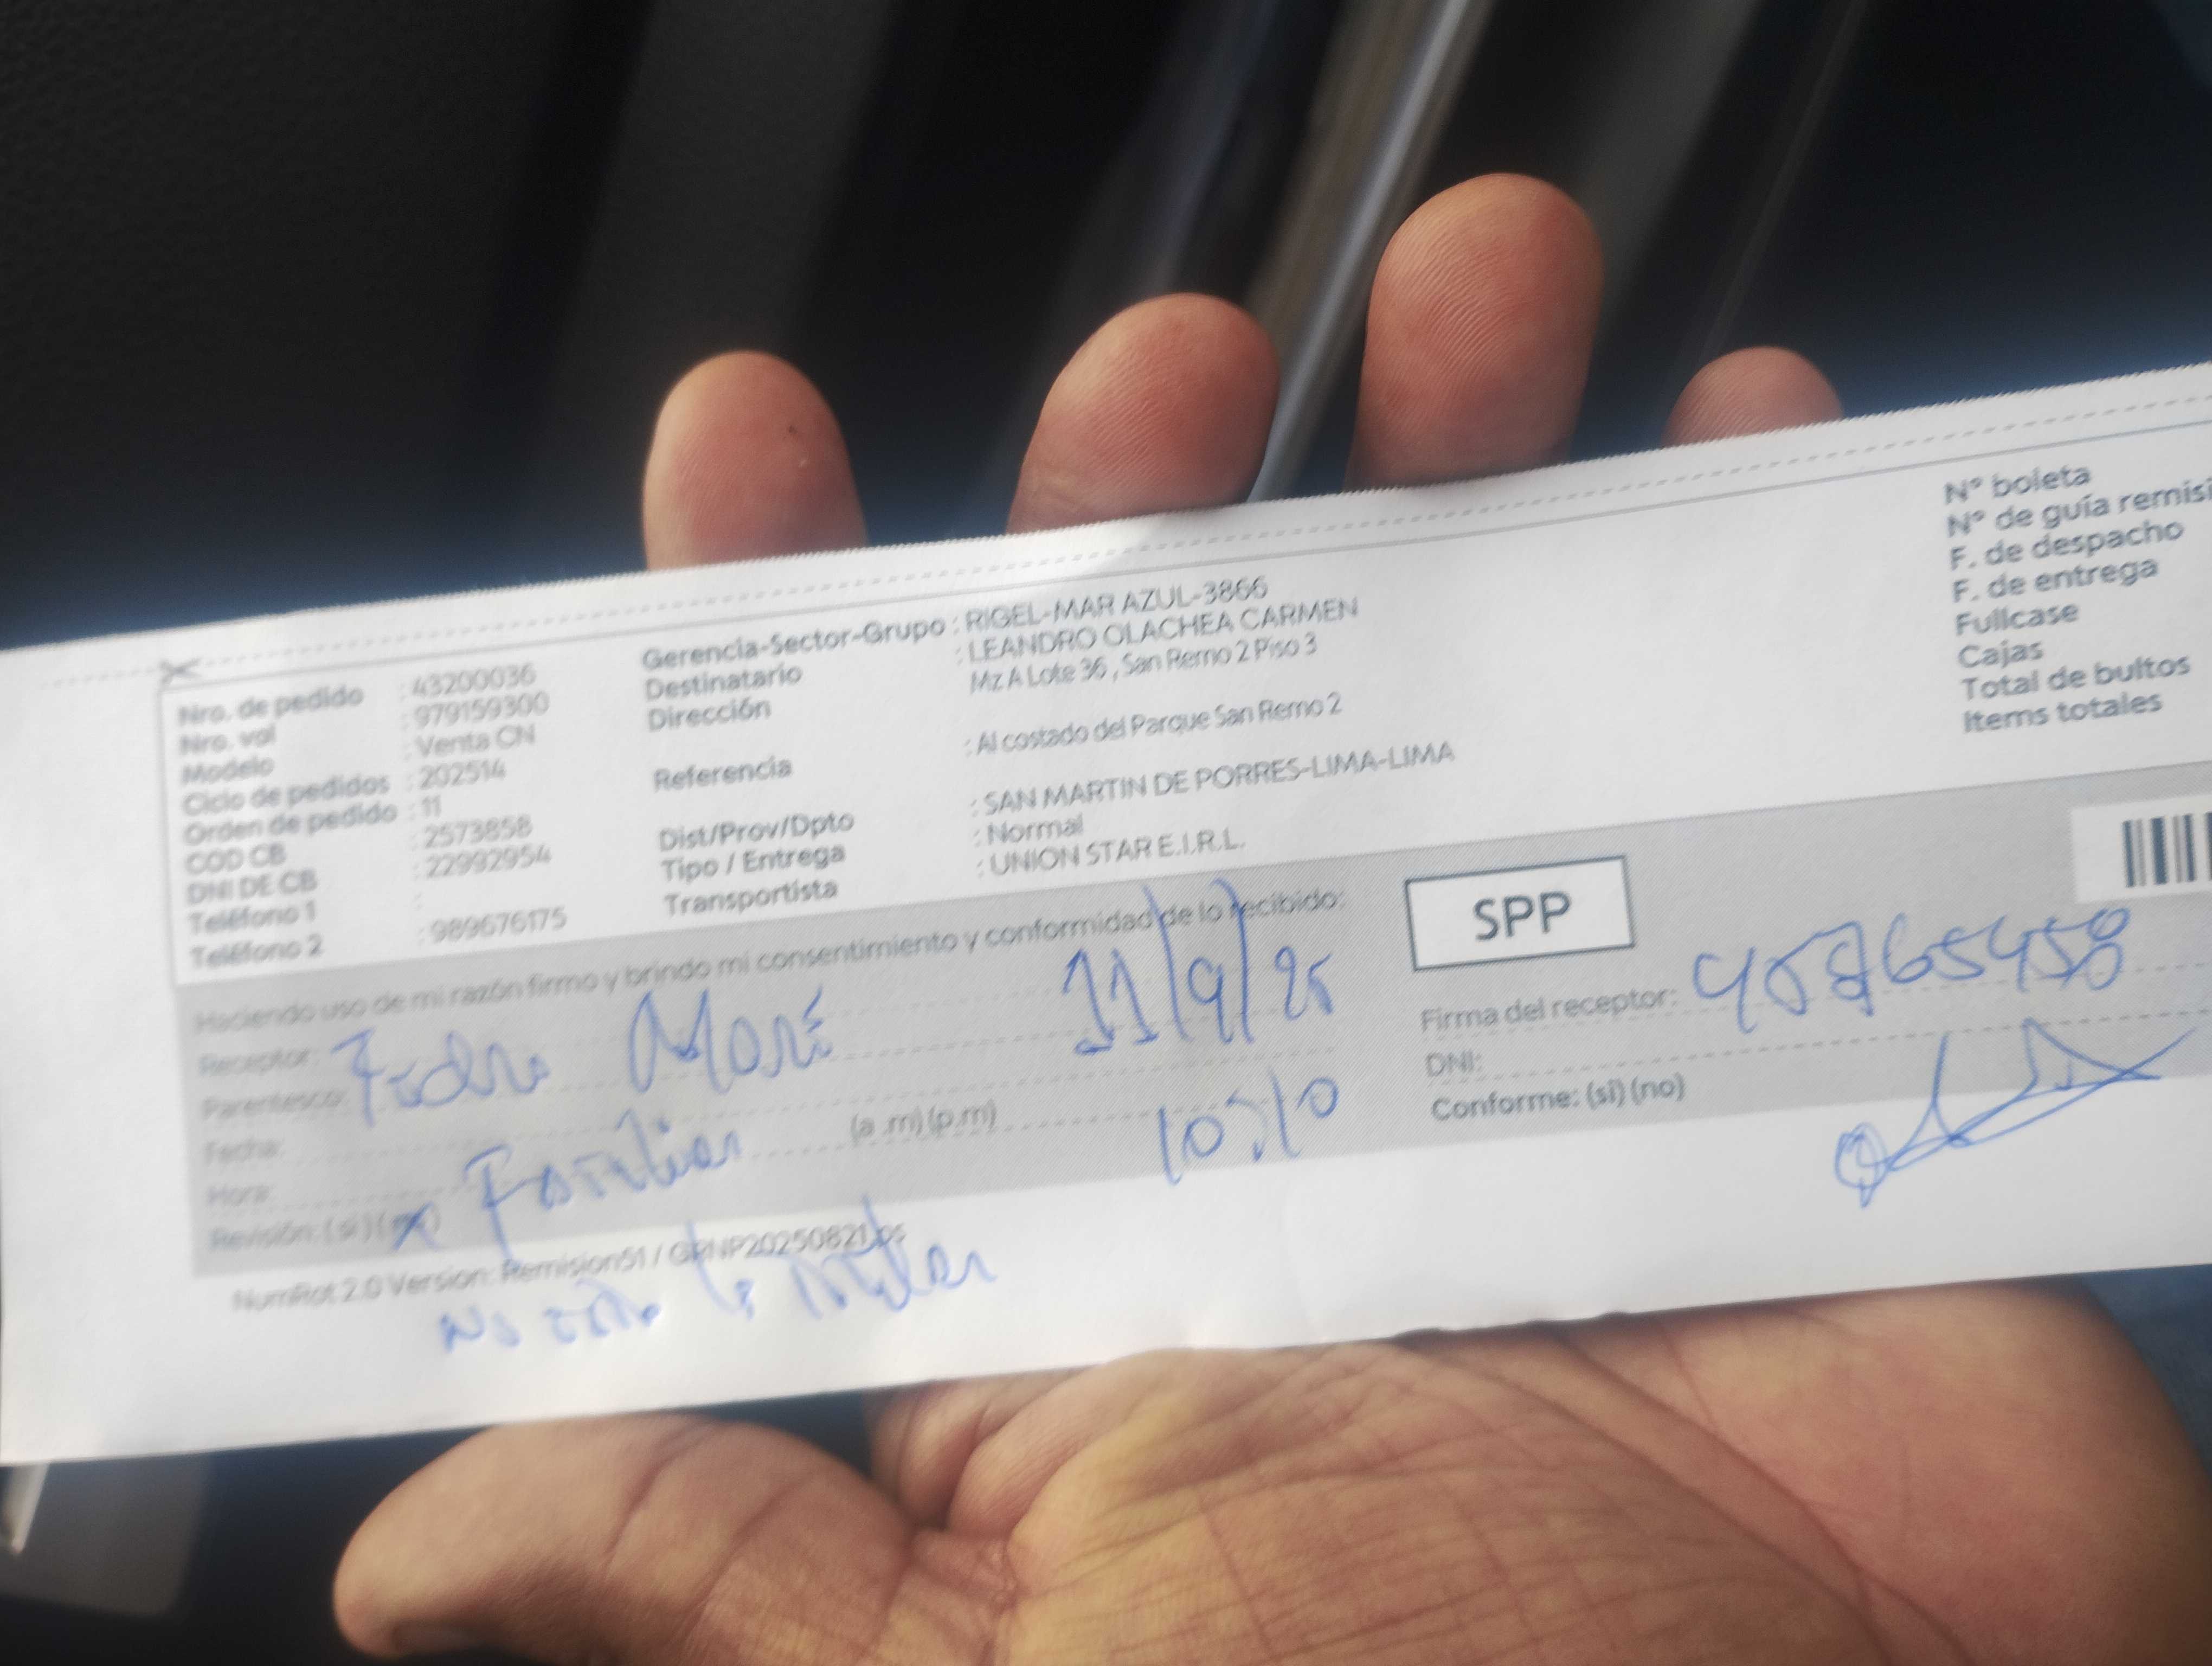 Nro. de pedido : 43200036
Nro. vol : 979159300
Modelo : Venta CN
Ciclo de pedidos : 202514
Orden de pedido : 11
COD CB : 2573858
DNI DE CB : 22992954
Teléfono 1 :
Teléfono 2 : 989676175
Gerencia-Sector-Grupo : RIGEL-MAR AZUL-3866
Destinatario : LEANDRO OLACHEA CARMEN
Dirección Mz A Lote 36 , San Remo 2 Piso 3
Referencia : Al costado del Parque San Remo 2
Dist/Prov/Dpto : SAN MARTIN DE PORRES-LIMA-LIMA
Tipo / Entrega : Normal
Transportista : UNION STAR E.I.R.L.
N° boleta
N° de guía remisi
F. de despacho
F. de entrega
Fullcase
Cajas
Total de bultos
Items totales
Haciendo uso de mi razón firmo y brindo mi consentimiento y conformidad de lo recibido:
Receptor:
Parentesco:
Fecha: 11/9/25
Hora: (a .m) (p.m)
Revisión: (si) (no) Familiar
SPP
Firma del receptor:
DNI:
Conforme: (si) (no)
NumRot 2.0 Version: Remision51 / GRNP20250821.os